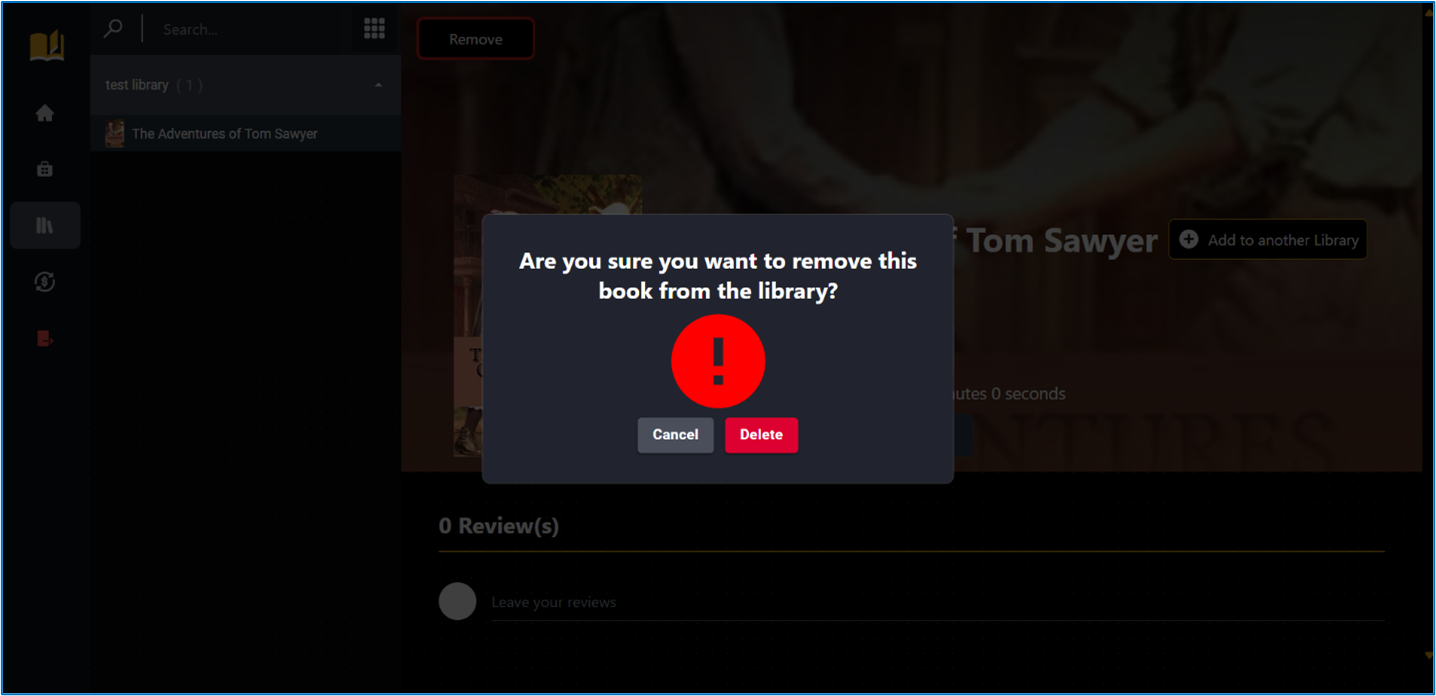 Search...
Remove
test library ( 1 )
The Adventures of Tom Sawyer
Tom Sawyer
Add to another Library
Are you sure you want to remove this
book from the library?
!
0 seconds
Cancel
Delete
0 Review(s)
Leave your reviews